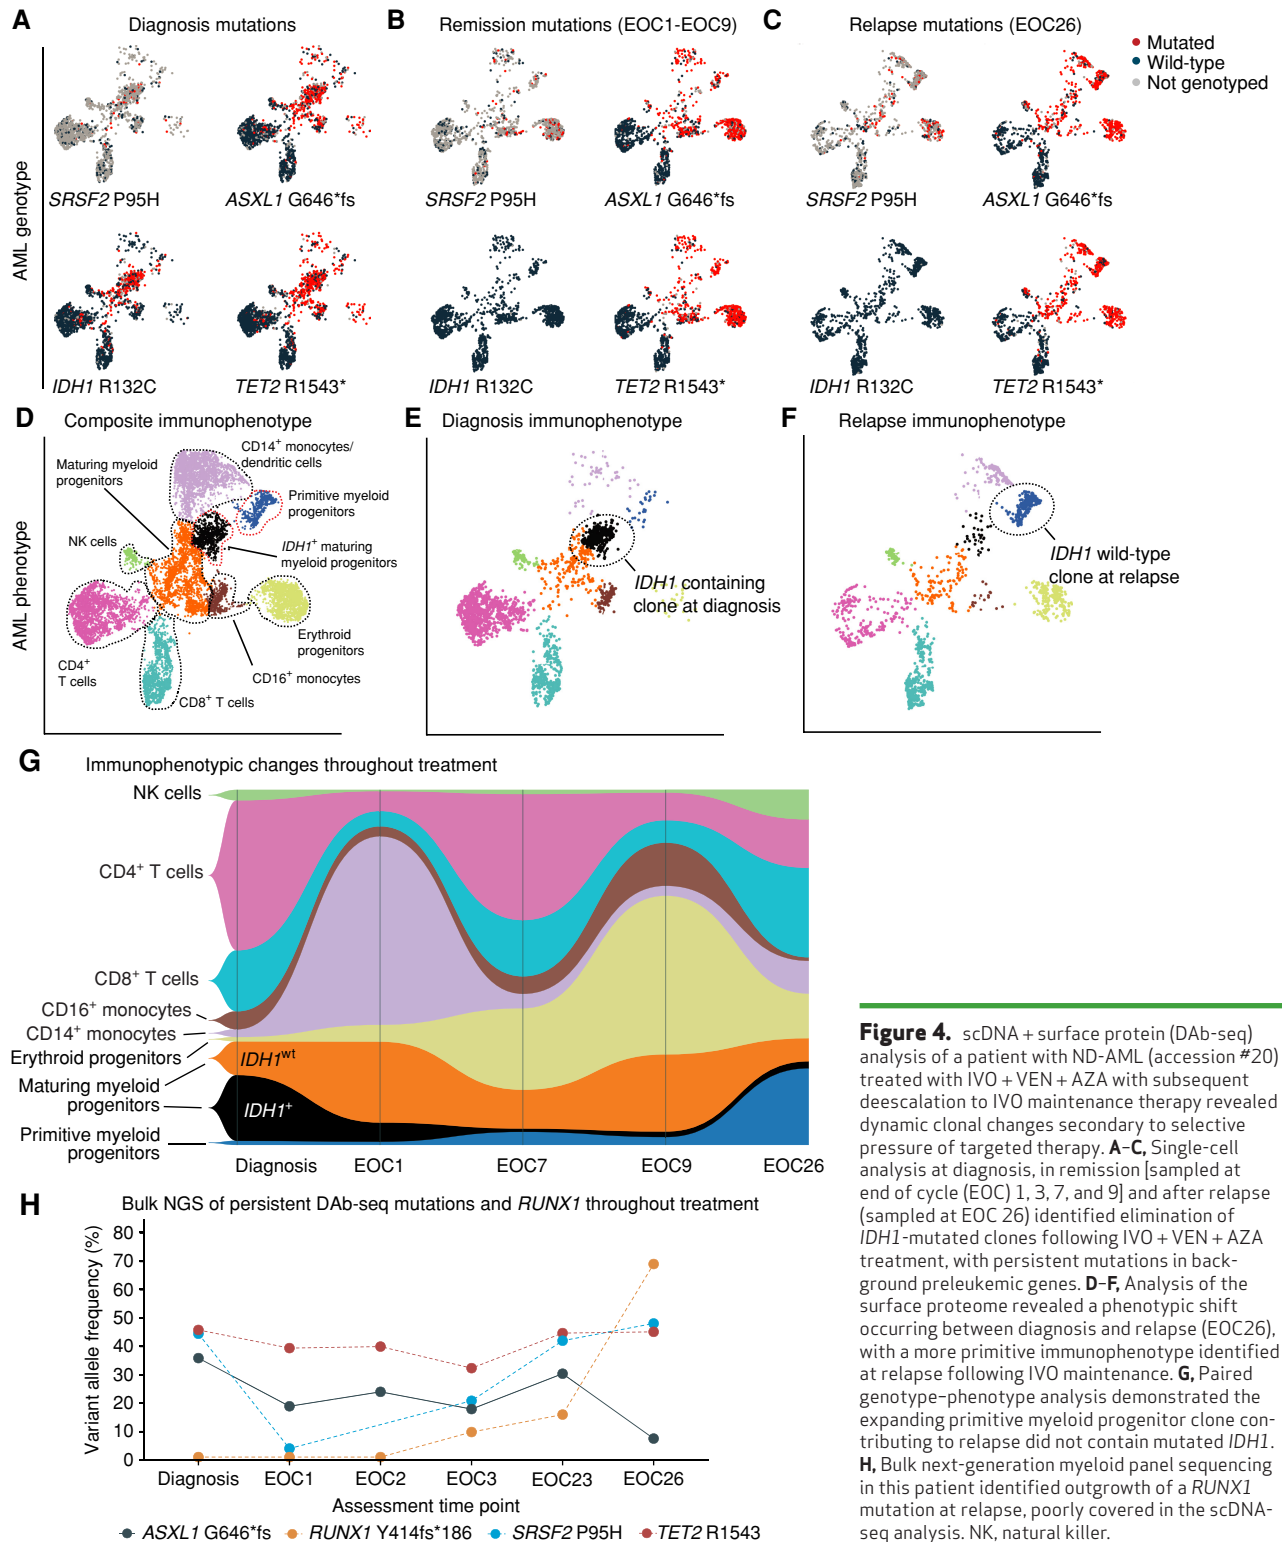 A Diagnosis mutations
B Remission mutations (EOC1-EOC9)
C Relapse mutations (EOC26)
Mutated
Wild-type
Not genotyped
AML genotype
SRSF2 P95H
ASXL1 G646*fs
SRSF2 P95H
ASXL1 G646*fs
SRSF2 P95H
ASXL1 G646*fs
IDH1 R132C
TET2 R1543*
IDH1 R132C
TET2 R1543*
IDH1 R132C
TET2 R1543*
D Composite immunophenotype
E Diagnosis immunophenotype
F Relapse immunophenotype
AML phenotype
CD14+ monocytes/
dendritic cells
Maturing myeloid
progenitors
Primitive myeloid
progenitors
NK cells
IDH1+ maturing
myeloid progenitors
Erythroid
progenitors
CD4+
T cells
CD16+ monocytes
CD8+ T cells
IDH1 containing
clone at diagnosis
IDH1 wild-type
clone at relapse
G Immunophenotypic changes throughout treatment
NK cells
CD4+ T cells
CD8+ T cells
CD16+ monocytes
CD14+ monocytes
Erythroid progenitors
Maturing myeloid
progenitors
Primitive myeloid
progenitors
IDH1wt
IDH1+
Diagnosis EOC1 EOC7 EOC9 EOC26
H Bulk NGS of persistent DAb-seq mutations and RUNX1 throughout treatment
Variant allele frequency (%)
80
70
60
50
40
30
20
10
0
Diagnosis EOC1 EOC2 EOC3 EOC23 EOC26
Assessment time point
ASXL1 G646*fs RUNX1 Y414fs*186 SRSF2 P95H TET2 R1543
Figure 4. scDNA + surface protein (DAb-seq)
analysis of a patient with ND-AML (accession #20)
treated with IVO + VEN + AZA with subsequent
deescalation to IVO maintenance therapy revealed
dynamic clonal changes secondary to selective
pressure of targeted therapy. A–C, Single-cell
analysis at diagnosis, in remission [sampled at
end of cycle (EOC) 1, 3, 7, and 9] and after relapse
(sampled at EOC 26) identified elimination of
IDH1-mutated clones following IVO + VEN + AZA
treatment, with persistent mutations in back-
ground preleukemic genes. D–F, Analysis of the
surface proteome revealed a phenotypic shift
occurring between diagnosis and relapse (EOC26),
with a more primitive immunophenotype identified
at relapse following IVO maintenance. G, Paired
genotype–phenotype analysis demonstrated the
expanding primitive myeloid progenitor clone con-
tributing to relapse did not contain mutated IDH1.
H, Bulk next-generation myeloid panel sequencing
in this patient identified outgrowth of a RUNX1
mutation at relapse, poorly covered in the scDNA-
seq analysis. NK, natural killer.